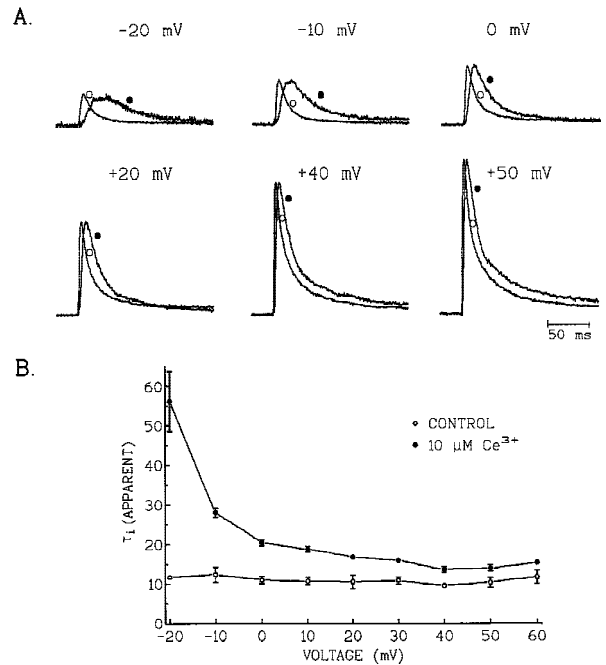 A.
-20 mV
-10 mV
0 mV
+20 mV
+40 mV
+50 mV
50 ms
B.
τi (APPARENT)
60
50
40
30
20
10
0
○ CONTROL
● 10 μM Ce³⁺
-20 -10 0 10 20 30 40 50 60
VOLTAGE (mV)